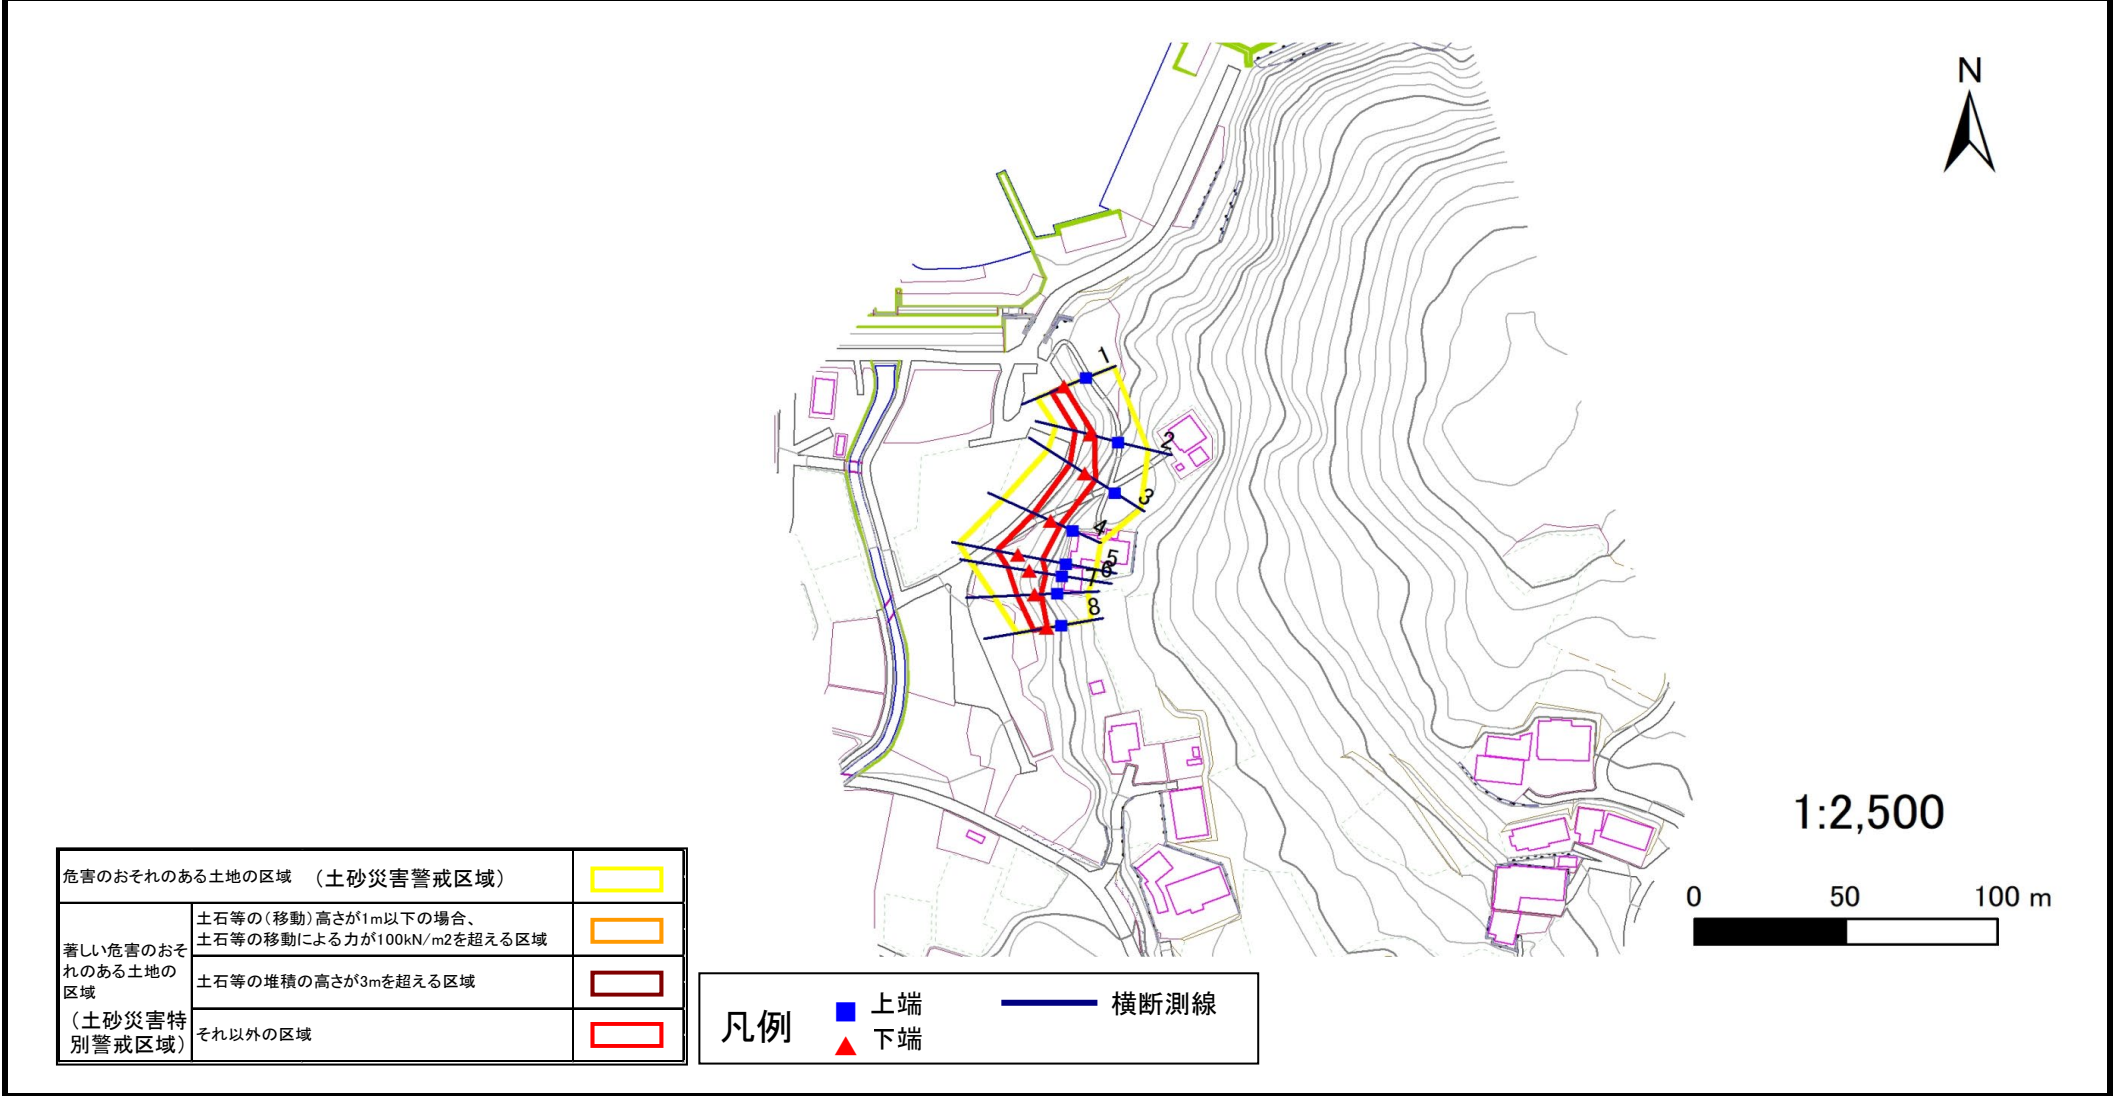 N
1
2
3
4
5
6
7
8
1:2,500
0 50 100 m
危害のおそれのある土地の区域 （土砂災害警戒区域）
著しい危害のおそ
れのある土地の
区域
（土砂災害特
別警戒区域）
土石等の（移動）高さが1m以下の場合、
土石等の移動による力が100kN/m2を超える区域
土石等の堆積の高さが3mを超える区域
それ以外の区域
凡例
上端
下端
横断測線